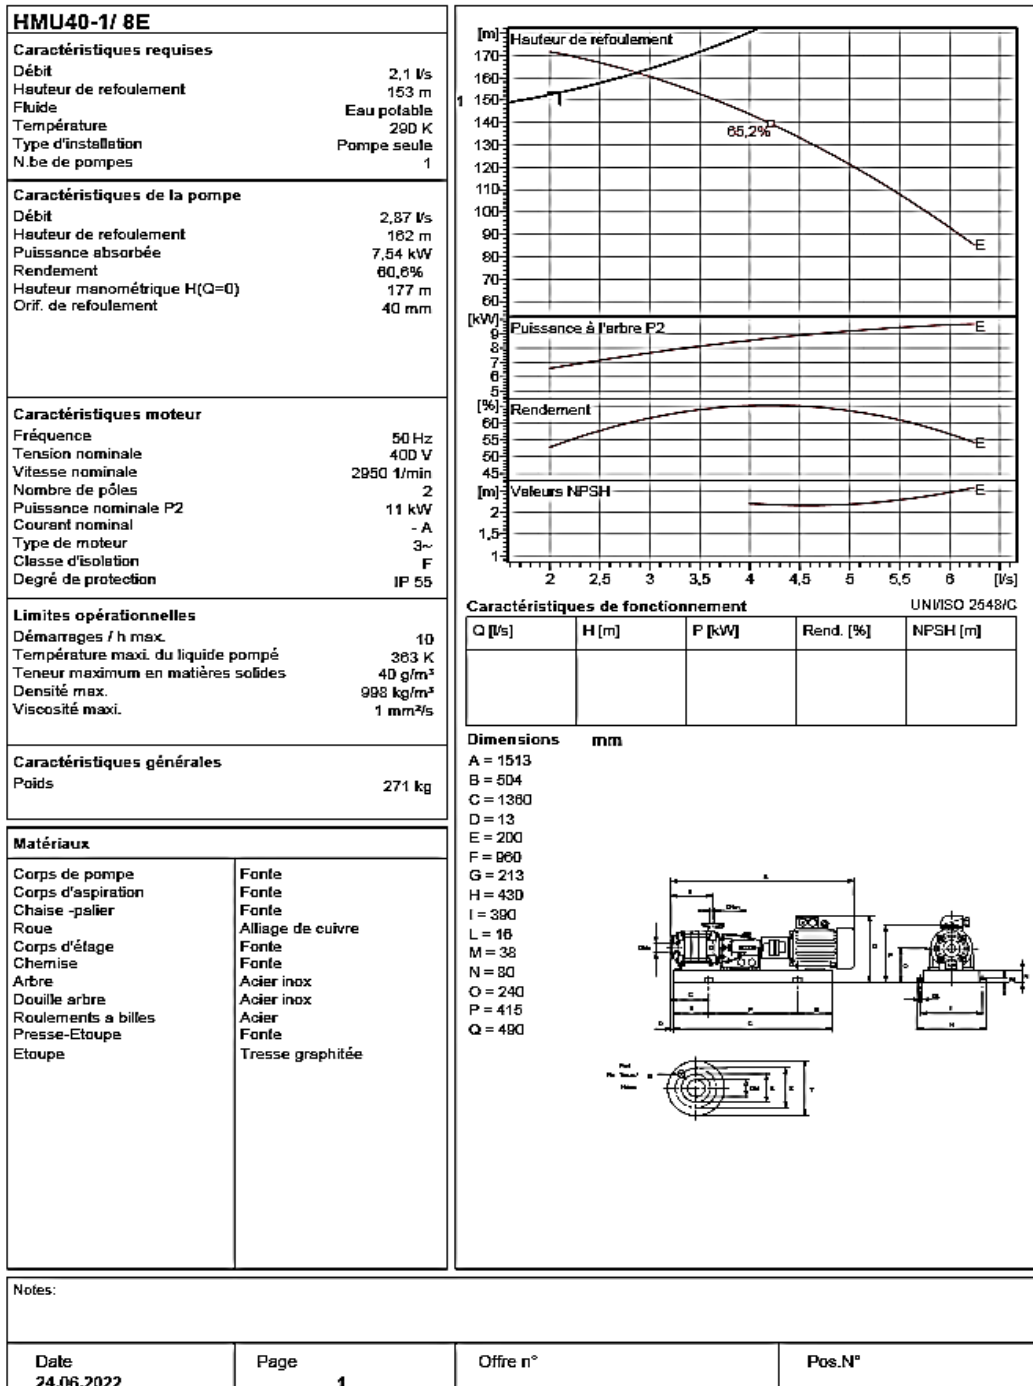 HMU40-1/ 8E
Caractéristiques requises
Débit 2,1 l/s
Hauteur de refoulement 153 m
Fluide Eau potable
Température 290 K
Type d'installation Pompe seule
N.be de pompes 1
Caractéristiques de la pompe
Débit 2,87 l/s
Hauteur de refoulement 162 m
Puissance absorbée 7,54 kW
Rendement 60,6%
Hauteur manométrique H(Q=0) 177 m
Orif. de refoulement 40 mm
Caractéristiques moteur
Fréquence 50 Hz
Tension nominale 400 V
Vitesse nominale 2950 1/min
Nombre de pôles 2
Puissance nominale P2 11 kW
Courant nominal - A
Type de moteur 3~
Classe d'isolation F
Degré de protection IP 55
Limites opérationnelles
Démarrages / h max. 10
Température maxi. du liquide pompé 363 K
Teneur maximum en matières solides 40 g/m³
Densité max. 998 kg/m³
Viscosité maxi. 1 mm²/s
Caractéristiques générales
Poids 271 kg
Matériaux
Corps de pompe Fonte
Corps d'aspiration Fonte
Chaise -palier Fonte
Roue Alliage de cuivre
Corps d'étage Fonte
Chemise Fonte
Arbre Acier inox
Douille arbre Acier inox
Roulements a billes Acier
Presse-Etoupe Fonte
Etoupe Tresse graphitée
[m] Hauteur de refoulement
170
160
1 150
140
65,2%
130
120
110
100
90
E
80
70
60
[kW] Puissance à l'arbre P2 E
9
8
7
6
5
[%] Rendement
60
55 E
50
45
[m] Valeurs NPSH E
2
1,5
1
2 2,5 3 3,5 4 4,5 5 5,5 6 [l/s]
Caractéristiques de fonctionnement UNI/ISO 2548/C
Q [l/s] H [m] P [kW] Rend. [%] NPSH [m]
Dimensions mm
A = 1513
B = 504
C = 1360
D = 13
E = 200
F = 960
G = 213
H = 430
I = 390
L = 16
M = 38
N = 80
O = 240
P = 415
Q = 490
Notes:
Date Page Offre n° Pos.N°
24.06.2022 1